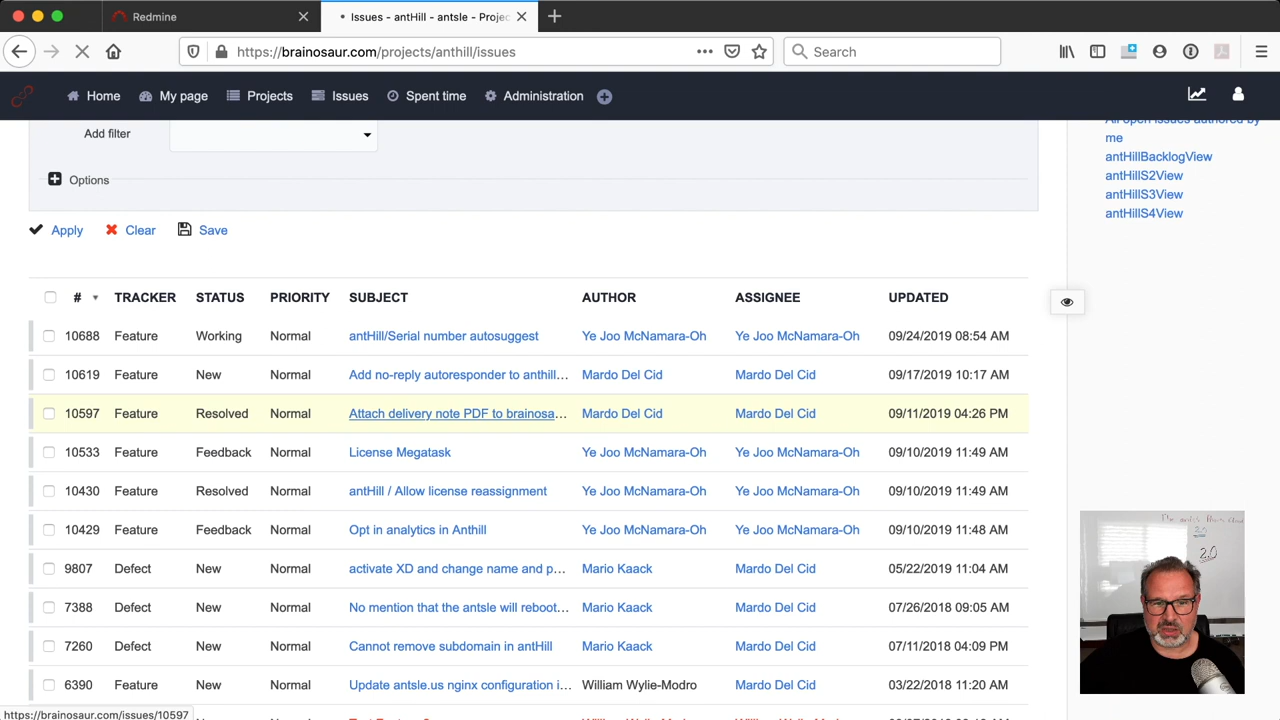 Redmine
Issues - antHill - antsle - Projec
https://brainosaur.com/projects/anthill/issues
Search
Home My page Projects Issues Spent time Administration
All open issues authored by
me
antHillBacklogView
antHillS2View
antHillS3View
antHillS4View
Add filter
Options
Apply Clear Save
# TRACKER STATUS PRIORITY SUBJECT AUTHOR ASSIGNEE UPDATED
10688 Feature Working Normal antHill/Serial number autosuggest Ye Joo McNamara-Oh Ye Joo McNamara-Oh 09/24/2019 08:54 AM
10619 Feature New Normal Add no-reply autoresponder to anthill... Mardo Del Cid Mardo Del Cid 09/17/2019 10:17 AM
10597 Feature Resolved Normal Attach delivery note PDF to brainosa... Mardo Del Cid Mardo Del Cid 09/11/2019 04:26 PM
10533 Feature Feedback Normal License Megatask Ye Joo McNamara-Oh Ye Joo McNamara-Oh 09/10/2019 11:49 AM
10430 Feature Resolved Normal antHill / Allow license reassignment Ye Joo McNamara-Oh Ye Joo McNamara-Oh 09/10/2019 11:49 AM
10429 Feature Feedback Normal Opt in analytics in Anthill Ye Joo McNamara-Oh Ye Joo McNamara-Oh 09/10/2019 11:48 AM
9807 Defect New Normal activate XD and change name and p... Mario Kaack Mardo Del Cid 05/22/2019 11:04 AM
7388 Defect New Normal No mention that the antsle will reboot... Mario Kaack Mardo Del Cid 07/26/2018 09:05 AM
7260 Defect New Normal Cannot remove subdomain in antHill Mario Kaack Mardo Del Cid 07/11/2018 04:09 PM
6390 Feature New Normal Update antsle.us nginx configuration i... William Wylie-Modro Mardo Del Cid 03/22/2018 11:20 AM
https://brainosaur.com/issues/10597
2.0